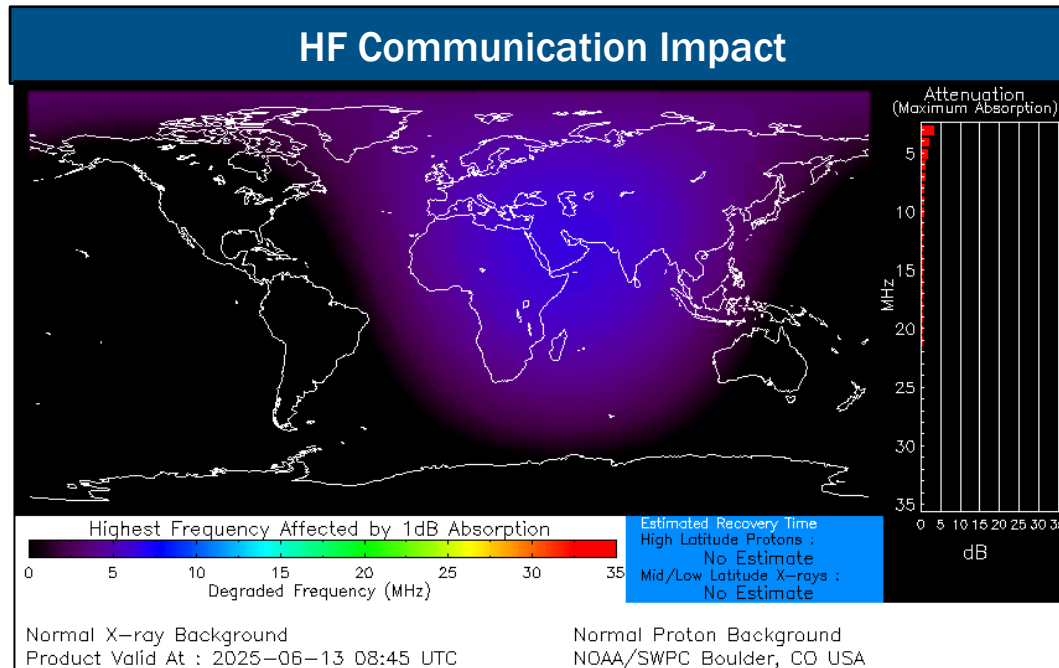 HF Communication Impact
Attenuation
(Maximum Absorption)
5
10
15
20
25
30
35
MHz
0 5 10 15 20 25 30 35
dB
Highest Frequency Affected by 1dB Absorption
0 5 10 15 20 25 30 35
Degraded Frequency (MHz)
Estimated Recovery Time
High Latitude Protons :
No Estimate
Mid/Low Latitude X-rays :
No Estimate
Normal X-ray Background
Product Valid At : 2025-06-13 08:45 UTC
Normal Proton Background
NOAA/SWPC Boulder, CO USA